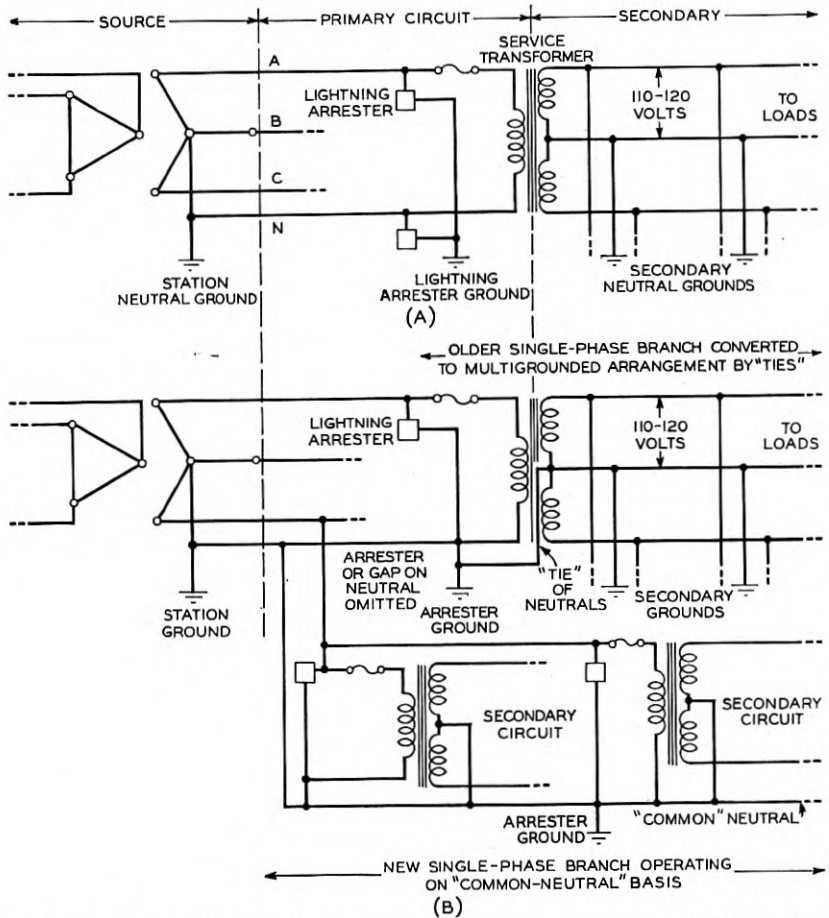 SOURCE
PRIMARY CIRCUIT
SECONDARY
A
SERVICE
TRANSFORMER
LIGHTNING
ARRESTER
110-120
VOLTS
TO
LOADS
B
C
N
STATION
NEUTRAL GROUND
LIGHTNING
ARRESTER GROUND
SECONDARY
NEUTRAL GROUNDS
(A)
OLDER SINGLE-PHASE BRANCH CONVERTED
TO MULTIGROUNDED ARRANGEMENT BY "TIES"
LIGHTNING
ARRESTER
110-120
VOLTS
TO
LOADS
ARRESTER
OR GAP ON
NEUTRAL
OMITTED
ARRESTER
GROUND
"TIE"
OF
NEUTRALS
SECONDARY
GROUNDS
STATION
GROUND
SECONDARY
CIRCUIT
SECONDARY
CIRCUIT
ARRESTER
GROUND
"COMMON" NEUTRAL
NEW SINGLE-PHASE BRANCH OPERATING
ON "COMMON-NEUTRAL" BASIS
(B)